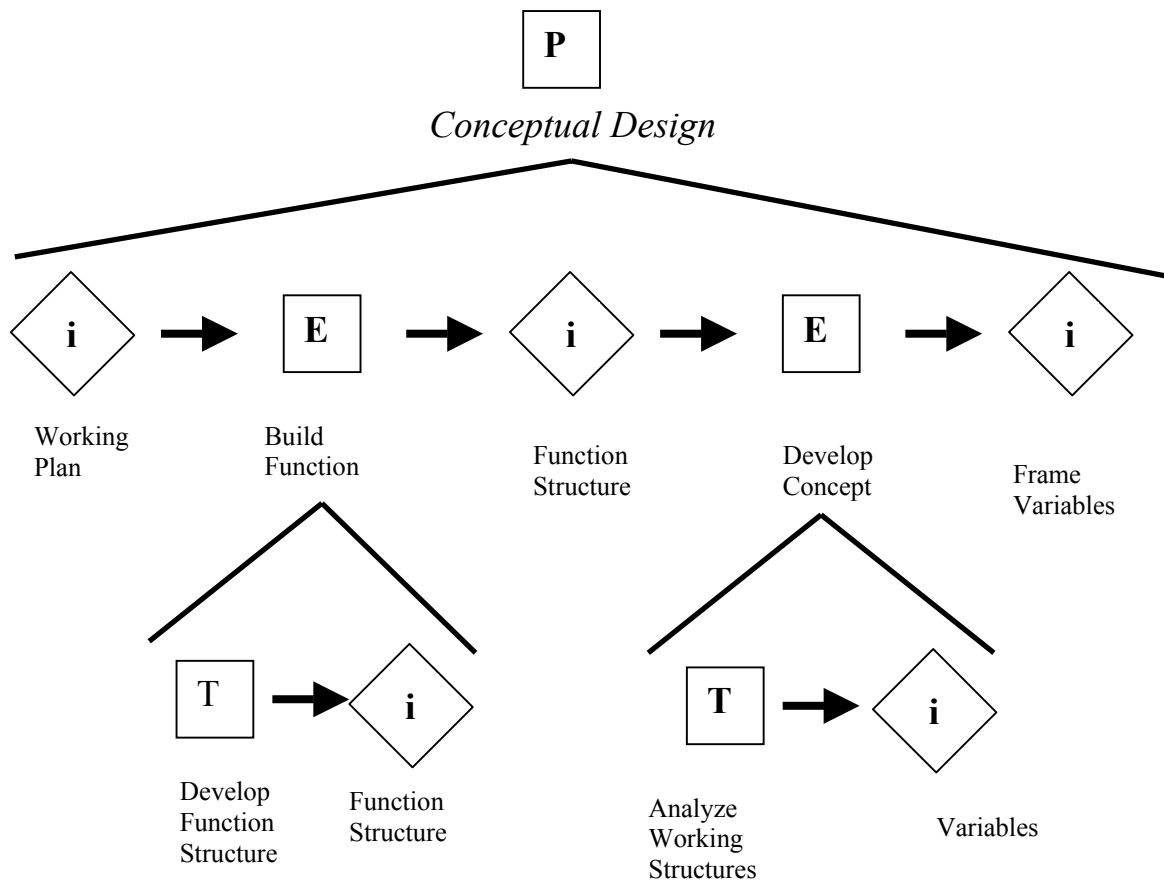 P
Conceptual Design
i
E
i
E
i
Working
Plan
Build
Function
Function
Structure
Develop
Concept
Frame
Variables
T
i
T
i
Develop
Function
Structure
Function
Structure
Analyze
Working
Structures
Variables